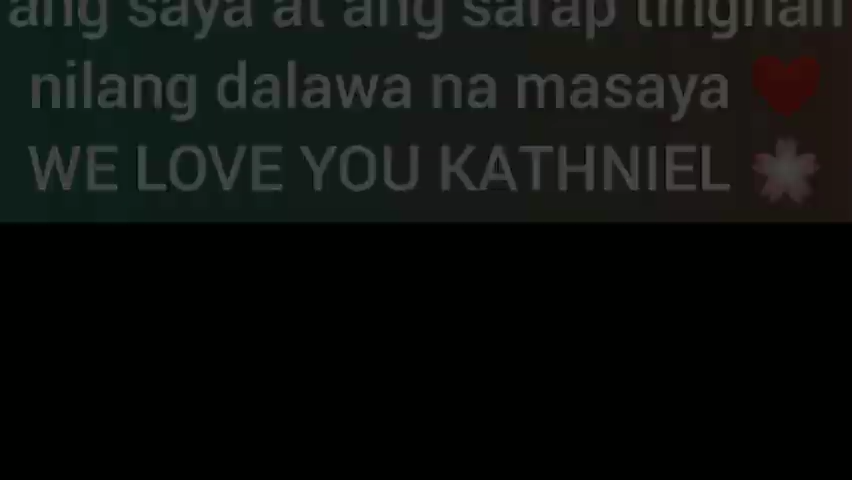 ang saya at ang sarap tingnan
nilang dalawa na masaya ❤️
WE LOVE YOU KATHNIEL 🌸